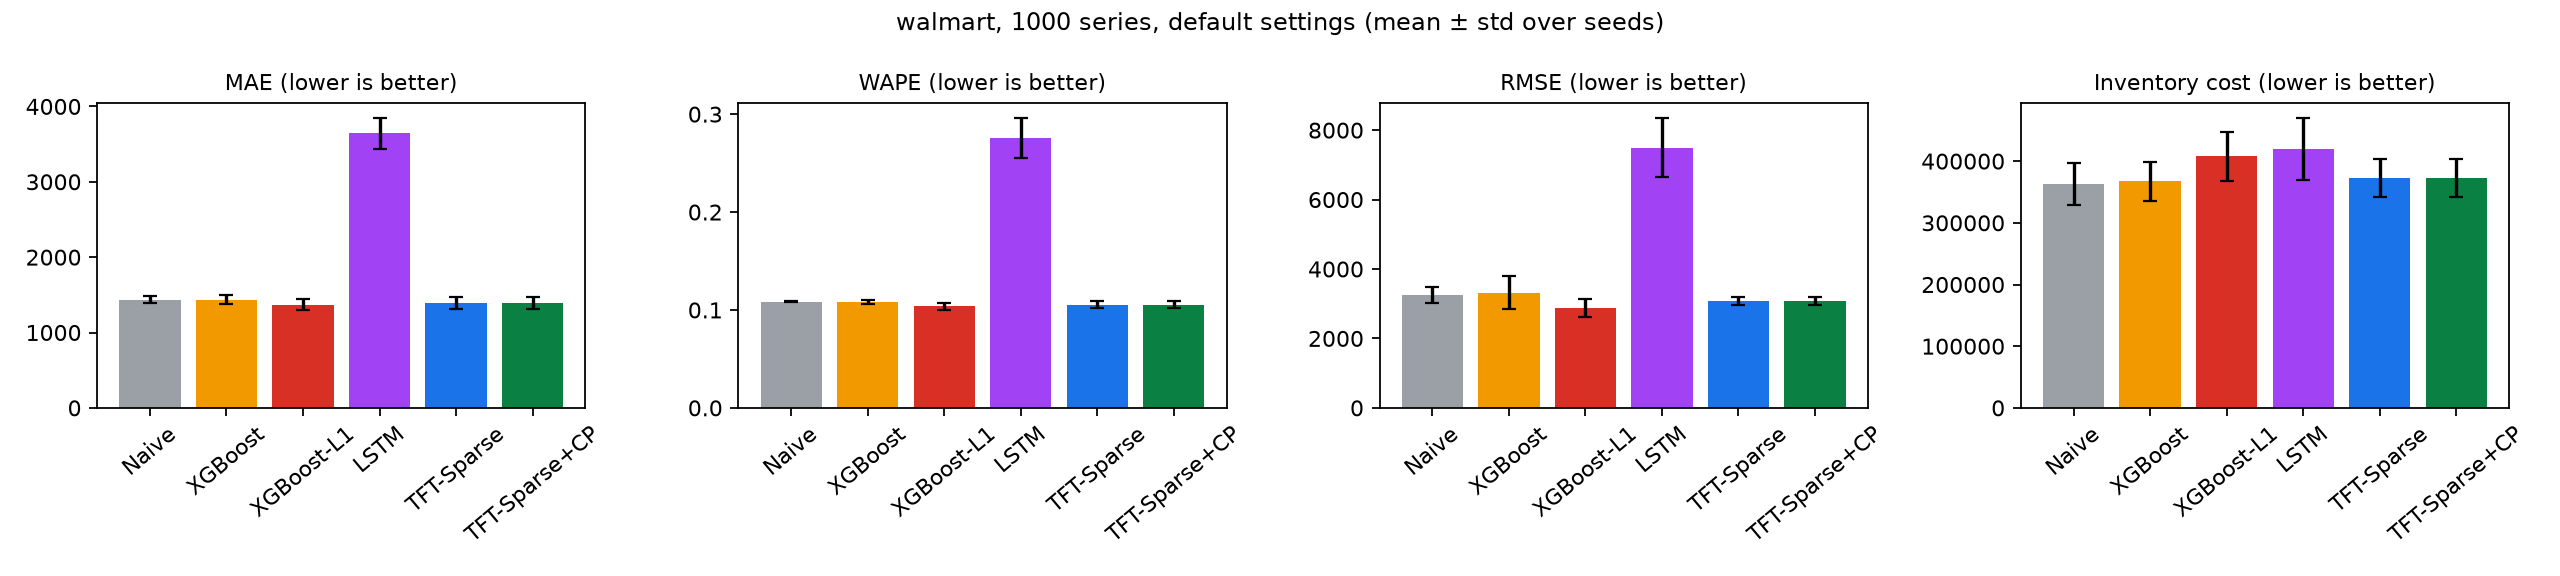 walmart, 1000 series, default settings (mean ± std over seeds)
MAE (lower is better)
4000
3000
2000
1000
0
Naive
XGBoost
XGBoost-L1
LSTM
TFT-Sparse
TFT-Sparse+CP
WAPE (lower is better)
0.3
0.2
0.1
0.0
Naive
XGBoost
XGBoost-L1
LSTM
TFT-Sparse
TFT-Sparse+CP
RMSE (lower is better)
8000
6000
4000
2000
0
Naive
XGBoost
XGBoost-L1
LSTM
TFT-Sparse
TFT-Sparse+CP
Inventory cost (lower is better)
400000
300000
200000
100000
0
Naive
XGBoost
XGBoost-L1
LSTM
TFT-Sparse
TFT-Sparse+CP